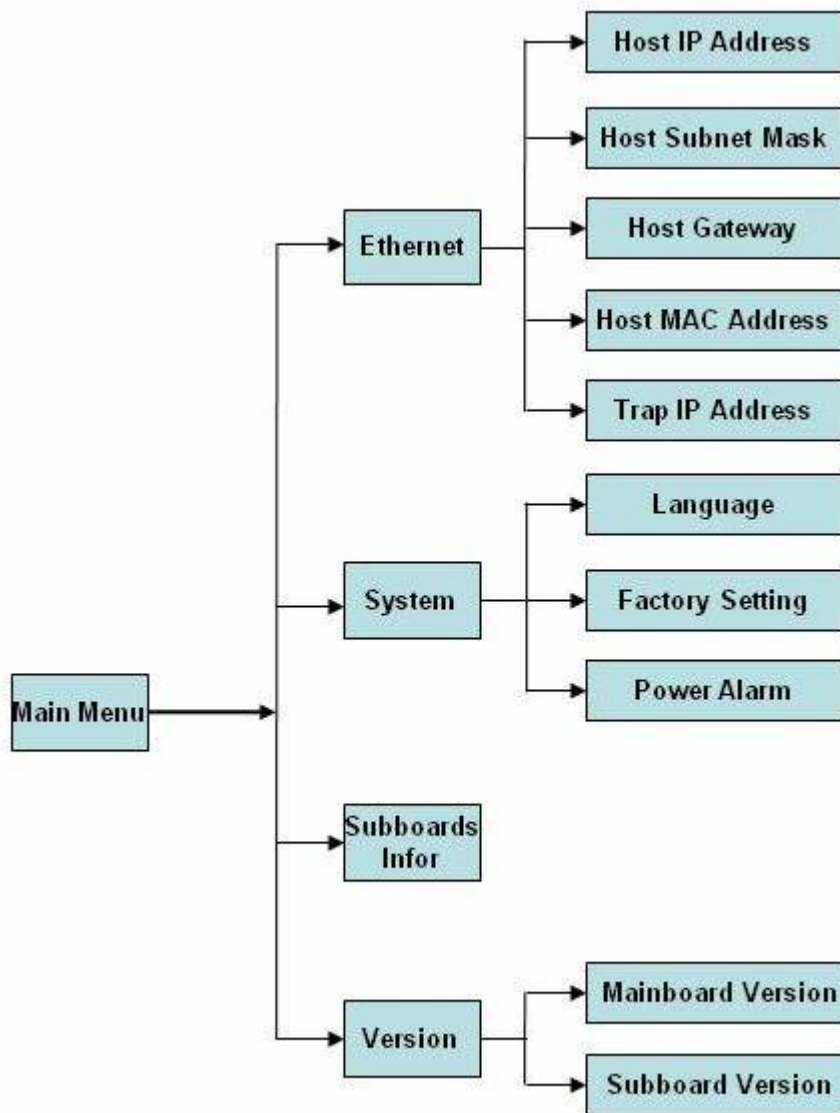 Main Menu
Ethernet
Host IP Address
Host Subnet Mask
Host Gateway
Host MAC Address
Trap IP Address
System
Language
Factory Setting
Power Alarm
Subboards
Infor
Version
Mainboard Version
Subboard Version